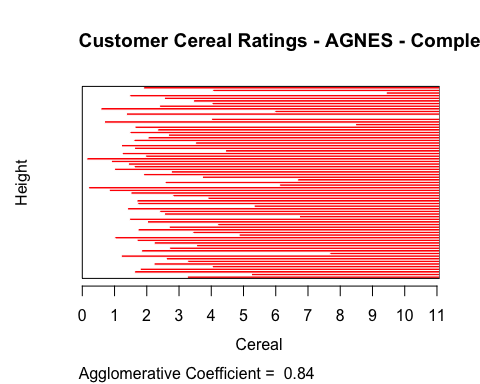 Customer Cereal Ratings - AGNES - Comple
Height
0 1 2 3 4 5 6 7 8 9 10 11
Cereal
Agglomerative Coefficient = 0.84